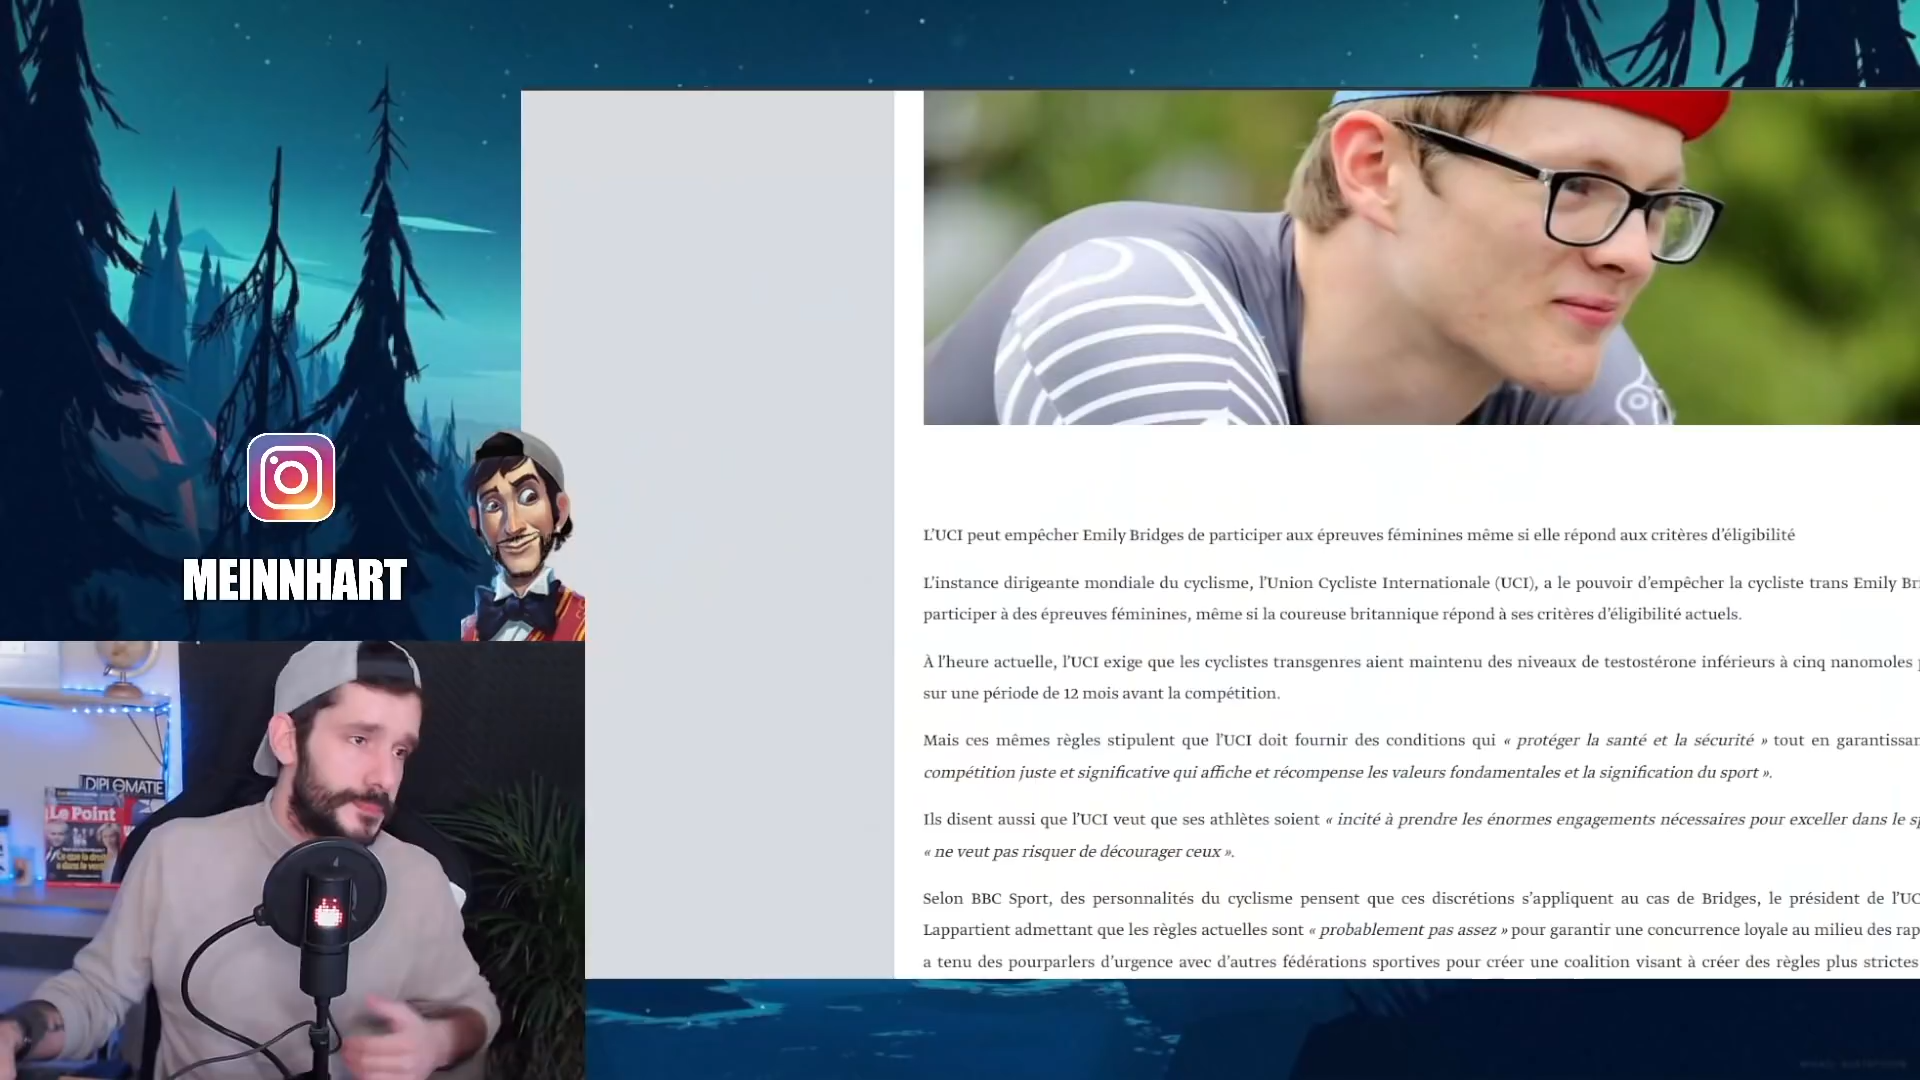 L'UCI peut empêcher Emily Bridges de participer aux épreuves féminines même si elle répond aux critères d'éligibilité
L'instance dirigeante mondiale du cyclisme, l'Union Cycliste Internationale (UCI), a le pouvoir d'empêcher la cycliste trans Emily
participer à des épreuves féminines, même si la coureuse britannique répond à ses critères d'éligibilité actuels.
À l'heure actuelle, l'UCI exige que les cyclistes transgenres aient maintenu des niveaux de testostérone inférieurs à cinq nanomoles
sur une période de 12 mois avant la compétition.
Mais ces mêmes règles stipulent que l'UCI doit fournir des conditions qui « protéger la santé et la sécurité » tout en
compétition juste et significative qui affiche et récompense les valeurs fondamentales et la signification du sport ».
Ils disent aussi que l'UCI veut que ses athlètes soient « incité à prendre les énormes engagements nécessaires pour exceller dans le
« ne veut pas risquer de décourager ceux ».
Selon BBC Sport, des personnalités du cyclisme pensent que ces discrétions s'appliquent au cas de Bridges, le président de
Lappartient admettant que les règles actuelles sont « probablement pas assez » pour garantir une concurrence loyale au milieu des
a tenu des pourparlers d'urgence avec d'autres fédérations sportives pour créer une coalition visant à créer des règles plus strictes
MEINNHART
DIPLOMATIE
Le Point